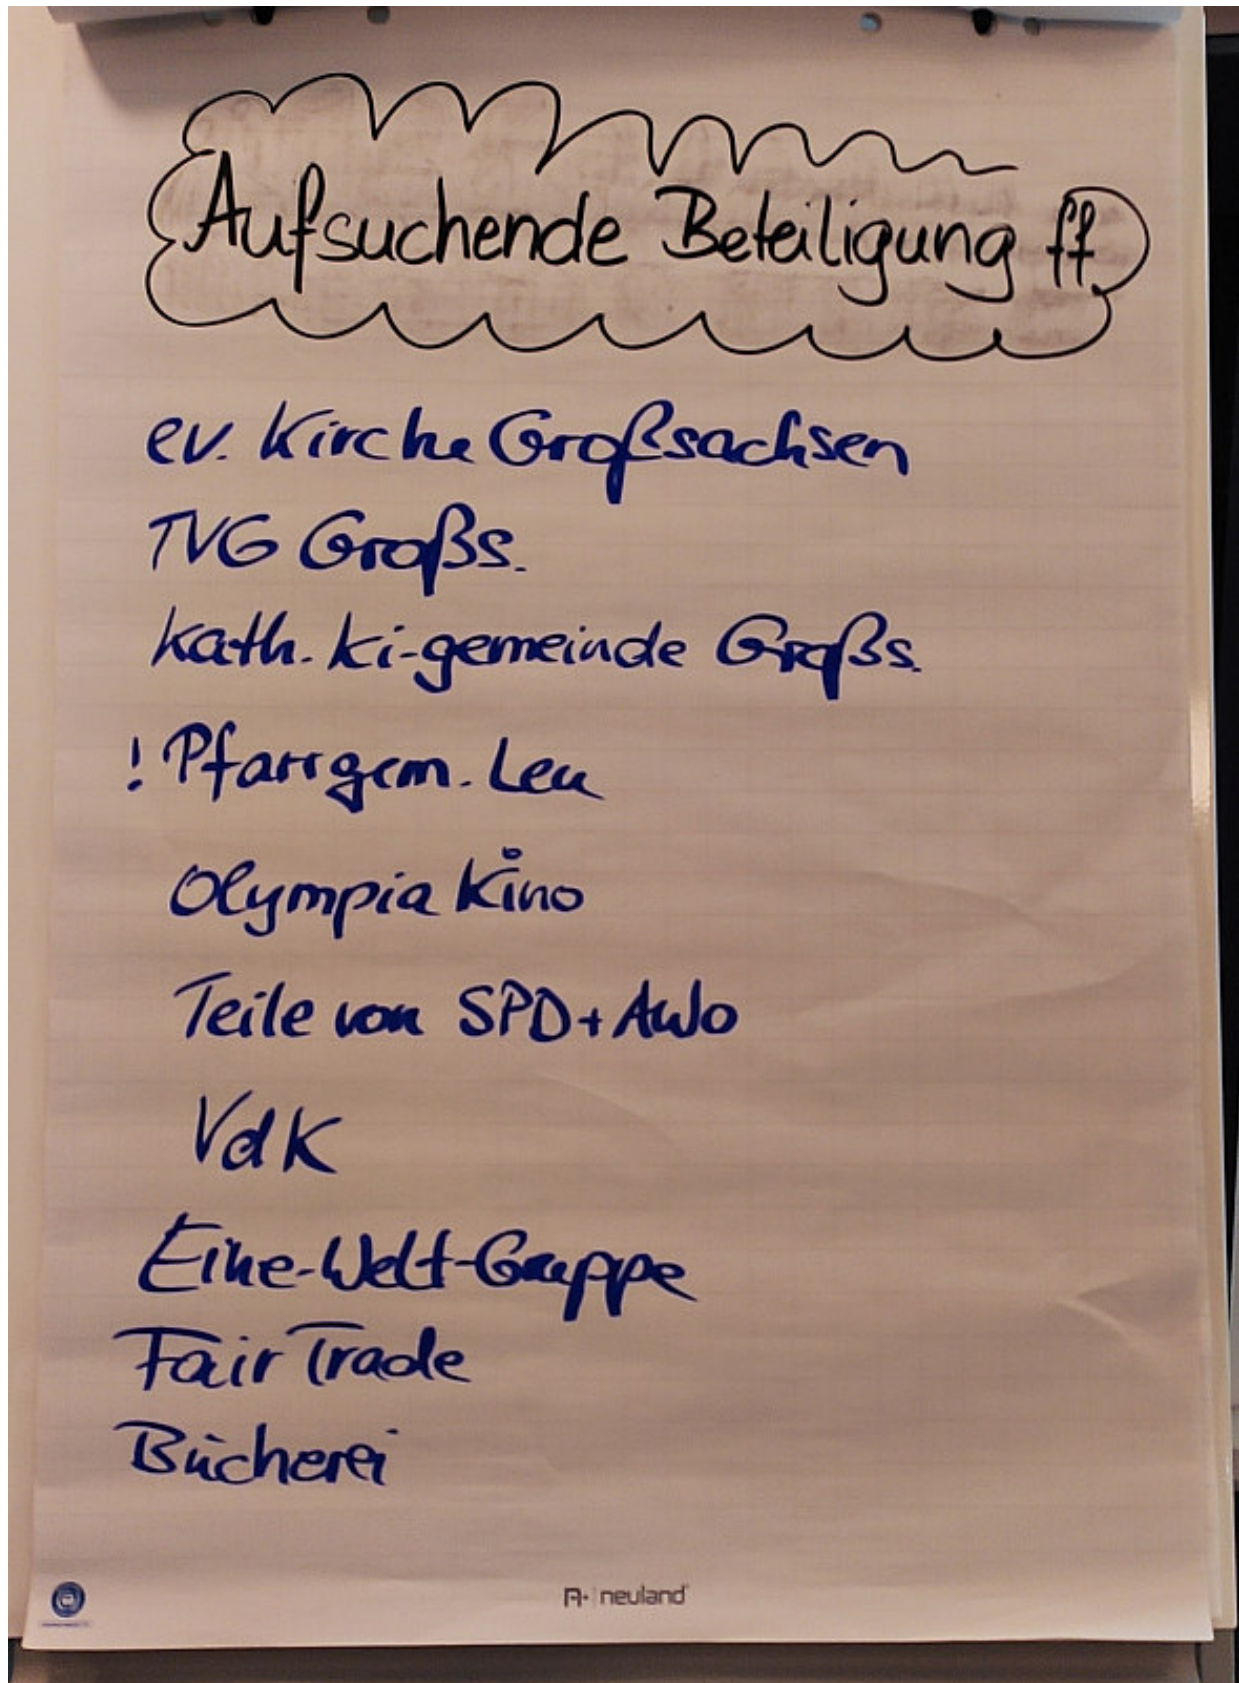 Aufsuchende Beteiligung ff
ev. Kirche Großsachsen
TVG Großs.
Kath. Ki-gemeinde Großs.
! Pfarrgem. Leu
Olympia Kino
Teile von SPD + AWO
VdK
Eine-Welt-Gruppe
Fair Trade
Bücherei
neuland